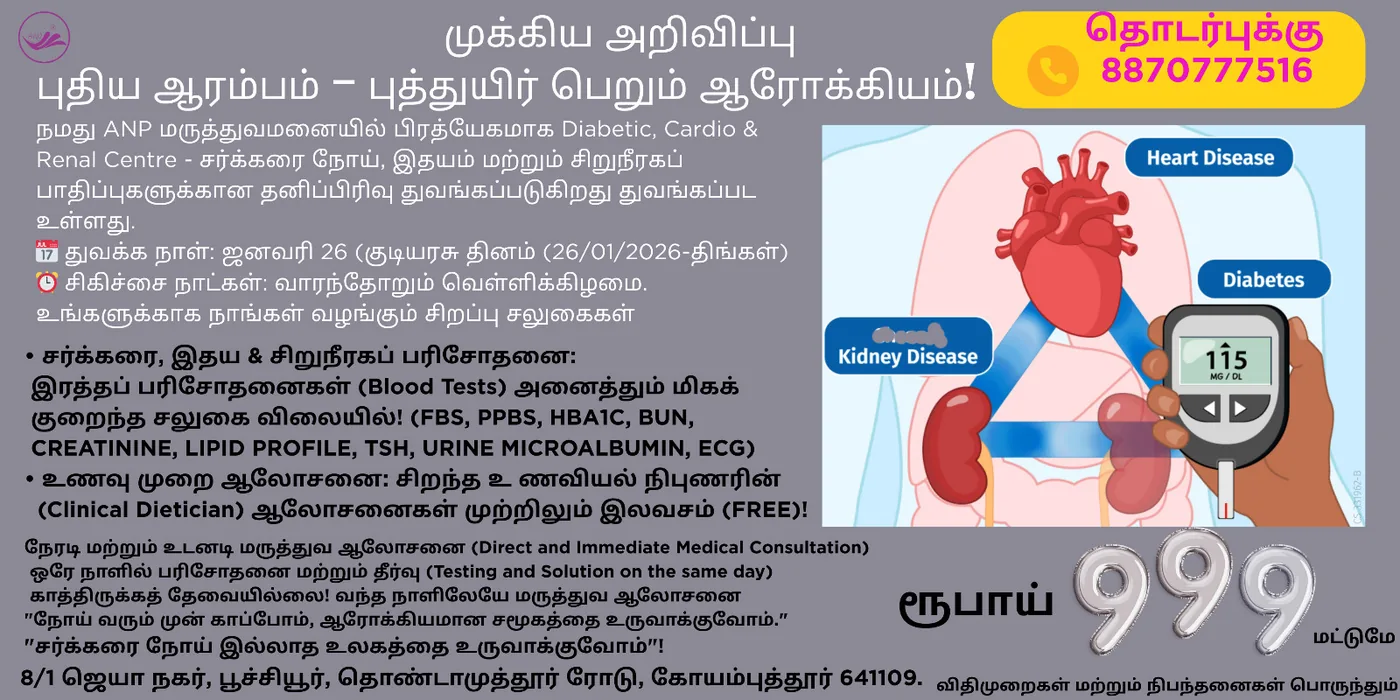 முக்கிய அறிவிப்பு
புதிய ஆரம்பம் – புத்துயிர் பெறும் ஆரோக்கியம்!
தொடர்புக்கு
8870777516
நமது ANP மருத்துவமனையில் பிரத்யேகமாக Diabetic, Cardio &
Renal Centre - சர்க்கரை நோய், இதயம் மற்றும் சிறுநீரகப்
பாதிப்புகளுக்கான தனிப்பிரிவு துவங்கப்படுகிறது துவங்கப்பட
உள்ளது.
JUL 17 துவக்க நாள்: ஜனவரி 26 (குடியரசு தினம் (26/01/2026-திங்கள்)
சிகிச்சை நாட்கள்: வாரந்தோறும் வெள்ளிக்கிழமை.
உங்களுக்காக நாங்கள் வழங்கும் சிறப்பு சலுகைகள்
• சர்க்கரை, இதய & சிறுநீரகப் பரிசோதனை:
இரத்தப் பரிசோதனைகள் (Blood Tests) அனைத்தும் மிகக்
குறைந்த சலுகை விலையில்! (FBS, PPBS, HBA1C, BUN,
CREATININE, LIPID PROFILE, TSH, URINE MICROALBUMIN, ECG)
• உணவு முறை ஆலோசனை: சிறந்த உ ணவியல் நிபுணரின்
(Clinical Dietician) ஆலோசனைகள் முற்றிலும் இலவசம் (FREE)!
நேரடி மற்றும் உடனடி மருத்துவ ஆலோசனை (Direct and Immediate Medical Consultation)
ஒரே நாளில் பரிசோதனை மற்றும் தீர்வு (Testing and Solution on the same day)
காத்திருக்கத் தேவையில்லை! வந்த நாளிலேயே மருத்துவ ஆலோசனை
"நோய் வரும் முன் காப்போம், ஆரோக்கியமான சமூகத்தை உருவாக்குவோம்."
"சர்க்கரை நோய் இல்லாத உலகத்தை உருவாக்குவோம்"!
8/1 ஜெயா நகர், பூச்சியூர், தொண்டாமுத்தூர் ரோடு, கோயம்புத்தூர் 641109.
Heart Disease
Diabetes
Kidney Disease
115
MG / DL
ரூபாய் 999
மட்டுமே
விதிமுறைகள் மற்றும் நிபந்தனைகள் பொருந்தும்